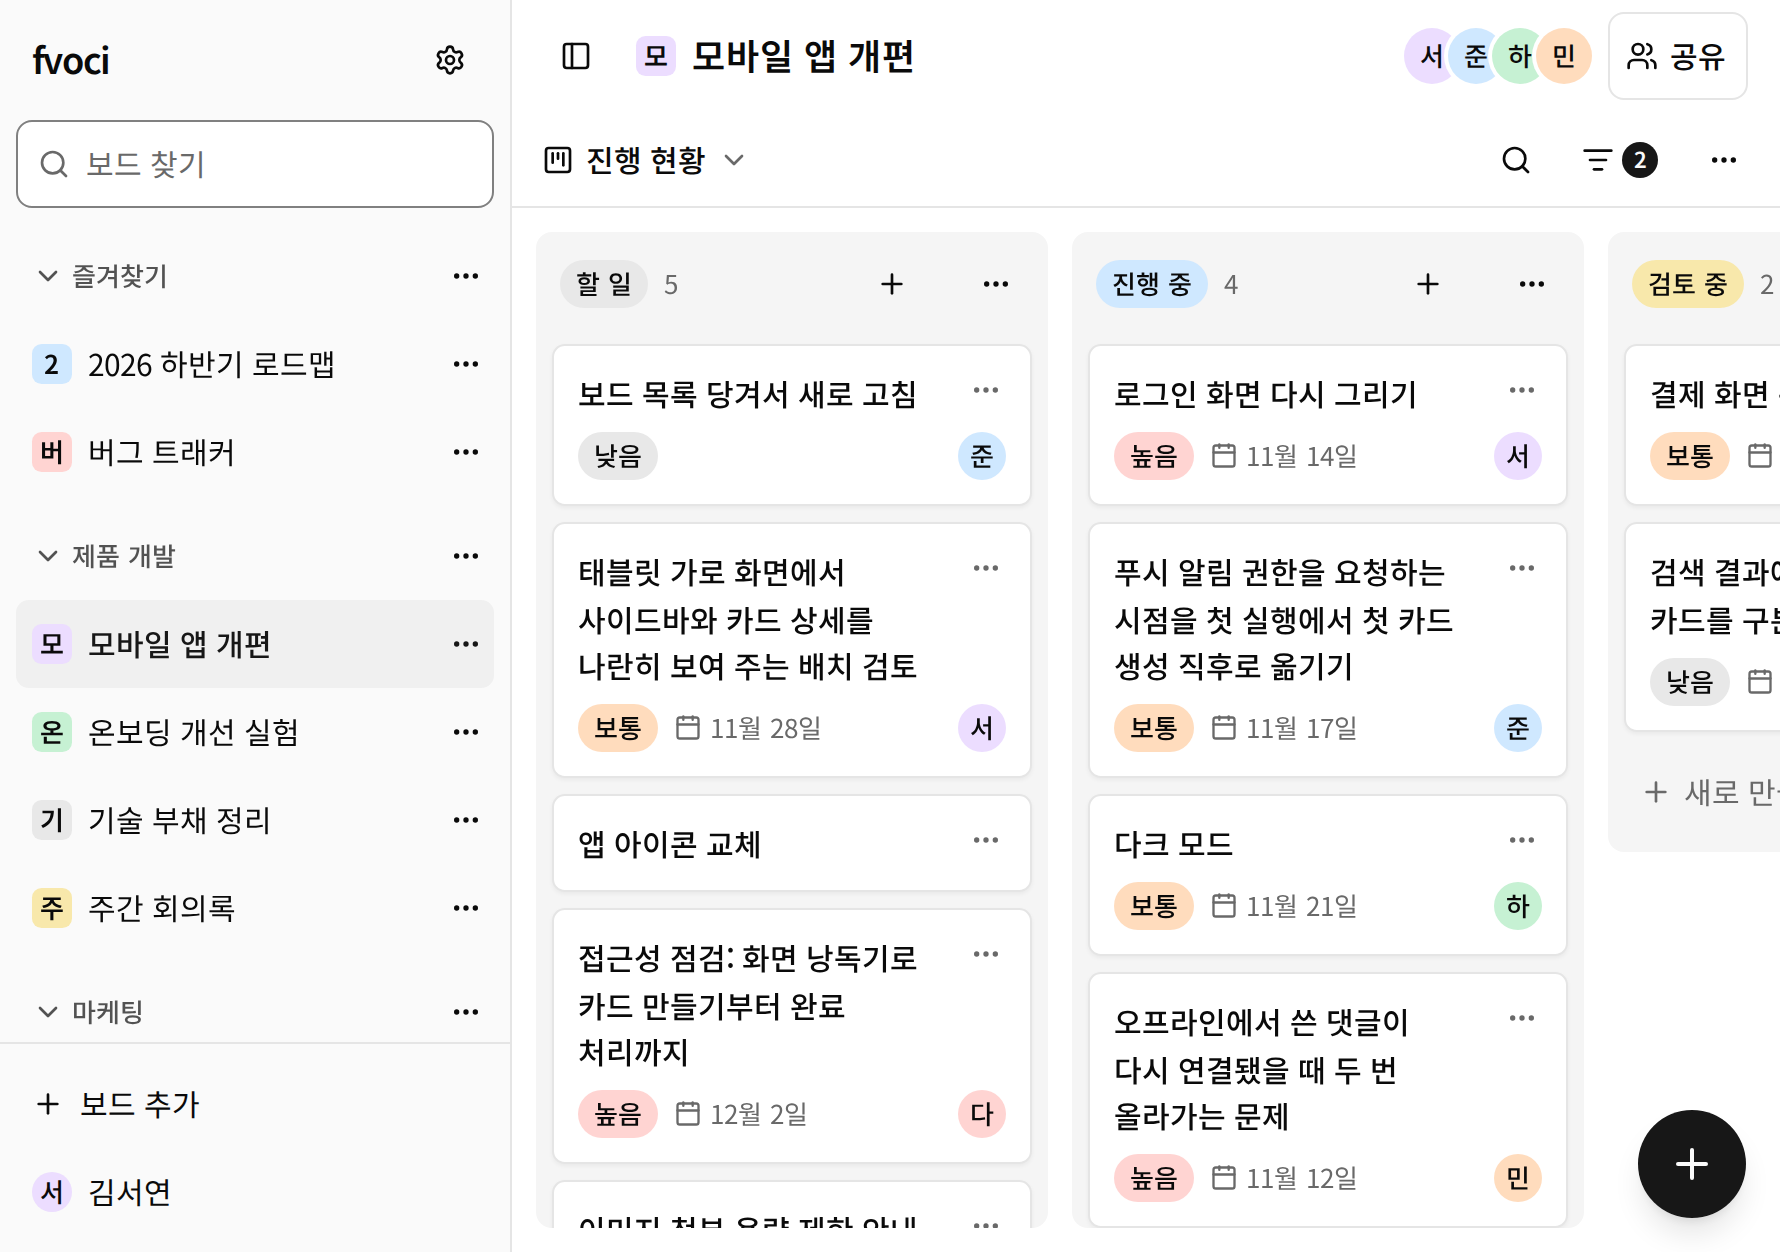 fvoci
보드 찾기
즐겨찾기
2 2026 하반기 로드맵
버 버그 트래커
제품 개발
모 모바일 앱 개편
온 온보딩 개선 실험
기 기술 부채 정리
주 주간 회의록
마케팅
보드 추가
서 김서연
모 모바일 앱 개편
서 준 하 민 공유
진행 현황
2
할 일 5
보드 목록 당겨서 새로 고침
낮음 준
태블릿 가로 화면에서
사이드바와 카드 상세를
나란히 보여 주는 배치 검토
보통 11월 28일 서
앱 아이콘 교체
접근성 점검: 화면 낭독기로
카드 만들기부터 완료
처리까지
높음 12월 2일 다
진행 중 4
로그인 화면 다시 그리기
높음 11월 14일 서
푸시 알림 권한을 요청하는
시점을 첫 실행에서 첫 카드
생성 직후로 옮기기
보통 11월 17일 준
다크 모드
보통 11월 21일 하
오프라인에서 쓴 댓글이
다시 연결됐을 때 두 번
올라가는 문제
높음 11월 12일 민
검토 중 2
결제 화면
보통
검색
카드를
낮음
새로